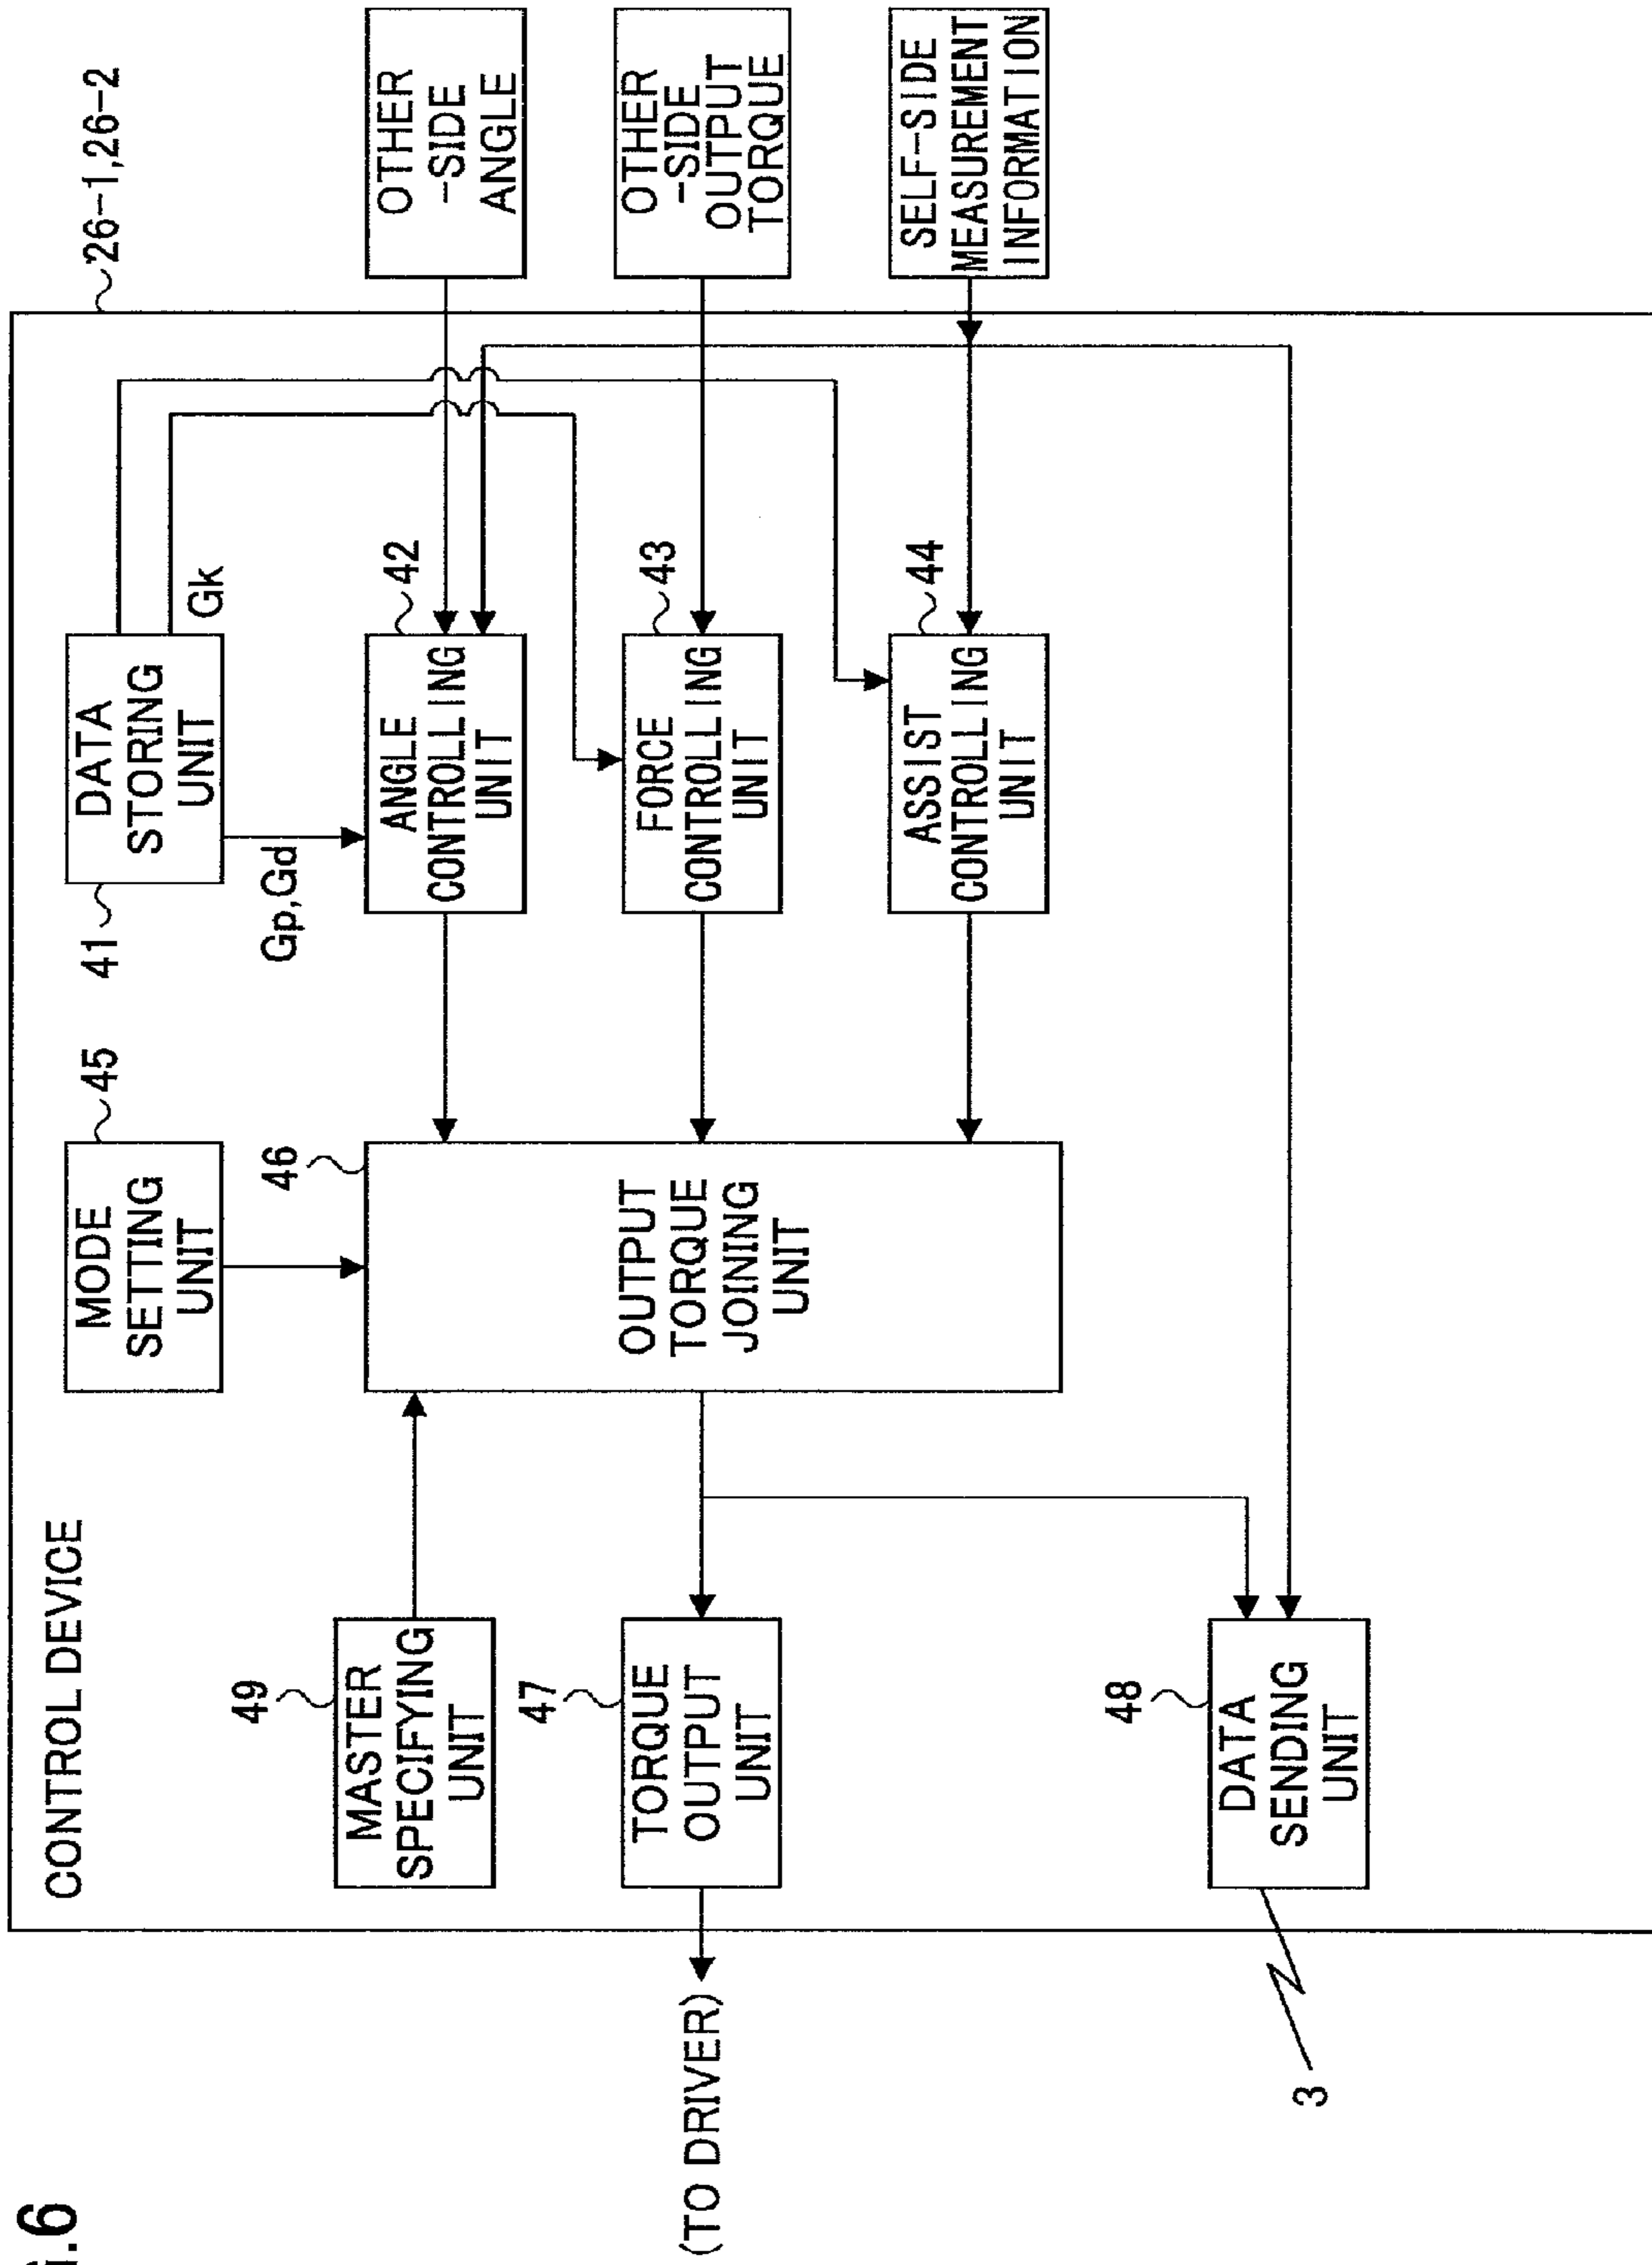 G.6
CONTROL DEVICE
26-1,26-2
MASTER
SPECIFYING
UNIT
49
MODE
SETTING
UNIT
45
DATA
STORING
UNIT
41
Gk
Gp,Gd
OTHER
-SIDE
ANGLE
ANGLE
CONTROLLING
UNIT
42
46
OUTPUT
TORQUE
JOINING
UNIT
(TO DRIVER)
TORQUE
OUTPUT
UNIT
47
FORCE
CONTROLLING
UNIT
43
OTHER
-SIDE
OUTPUT
TORQUE
ASSIST
CONTROLLING
UNIT
44
SELF-SIDE
MEASUREMENT
INFORMATION
DATA
SENDING
UNIT
48
3